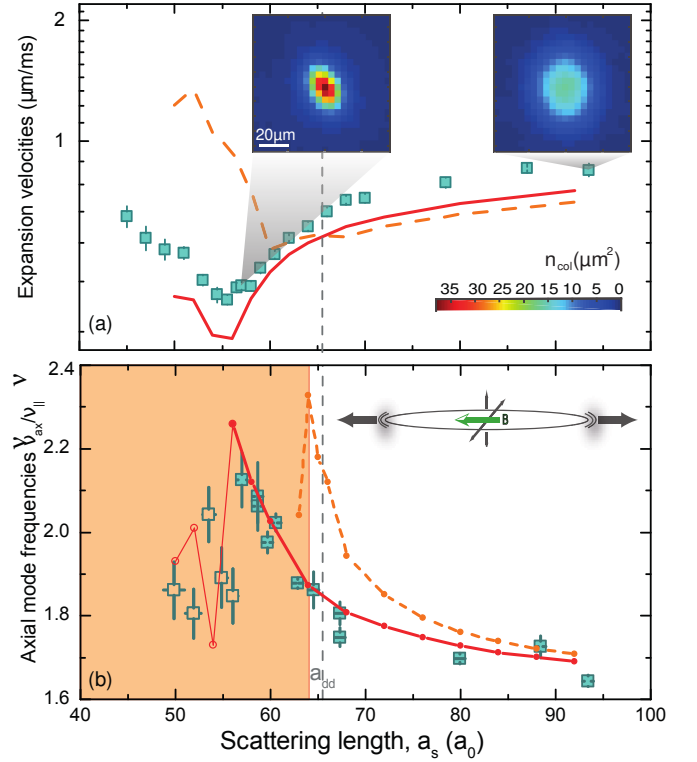 2
1
Expansion velocities (μm/ms)
20μm
n_col(μm²)
35 30 25 20 15 10 5 0
(a)
2.4
2.2
2.0
1.8
1.6
Axial mode frequencies ν_ax/ν_|| ν
B
(b)
a_dd
40 50 60 70 80 90 100
Scattering length, a_s (a_0)